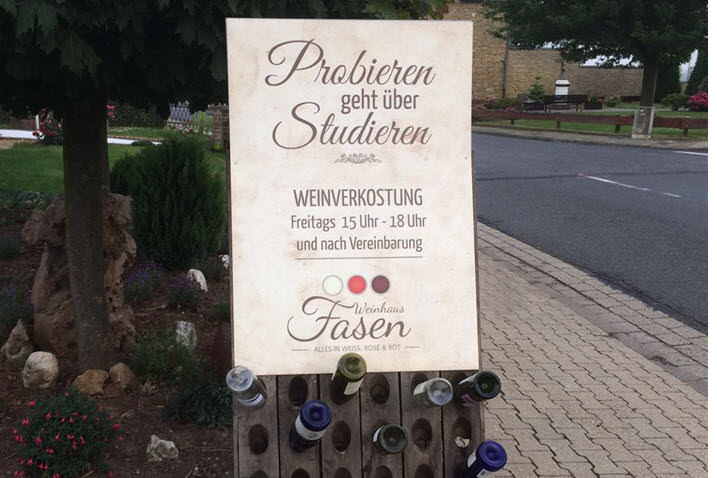 Probieren
geht über
Studieren
WEINVERKOSTUNG
Freitags 15 Uhr - 18 Uhr
und nach Vereinbarung
Weinhaus
Fasen
ALLES IN WEISS, ROSÉ & ROT